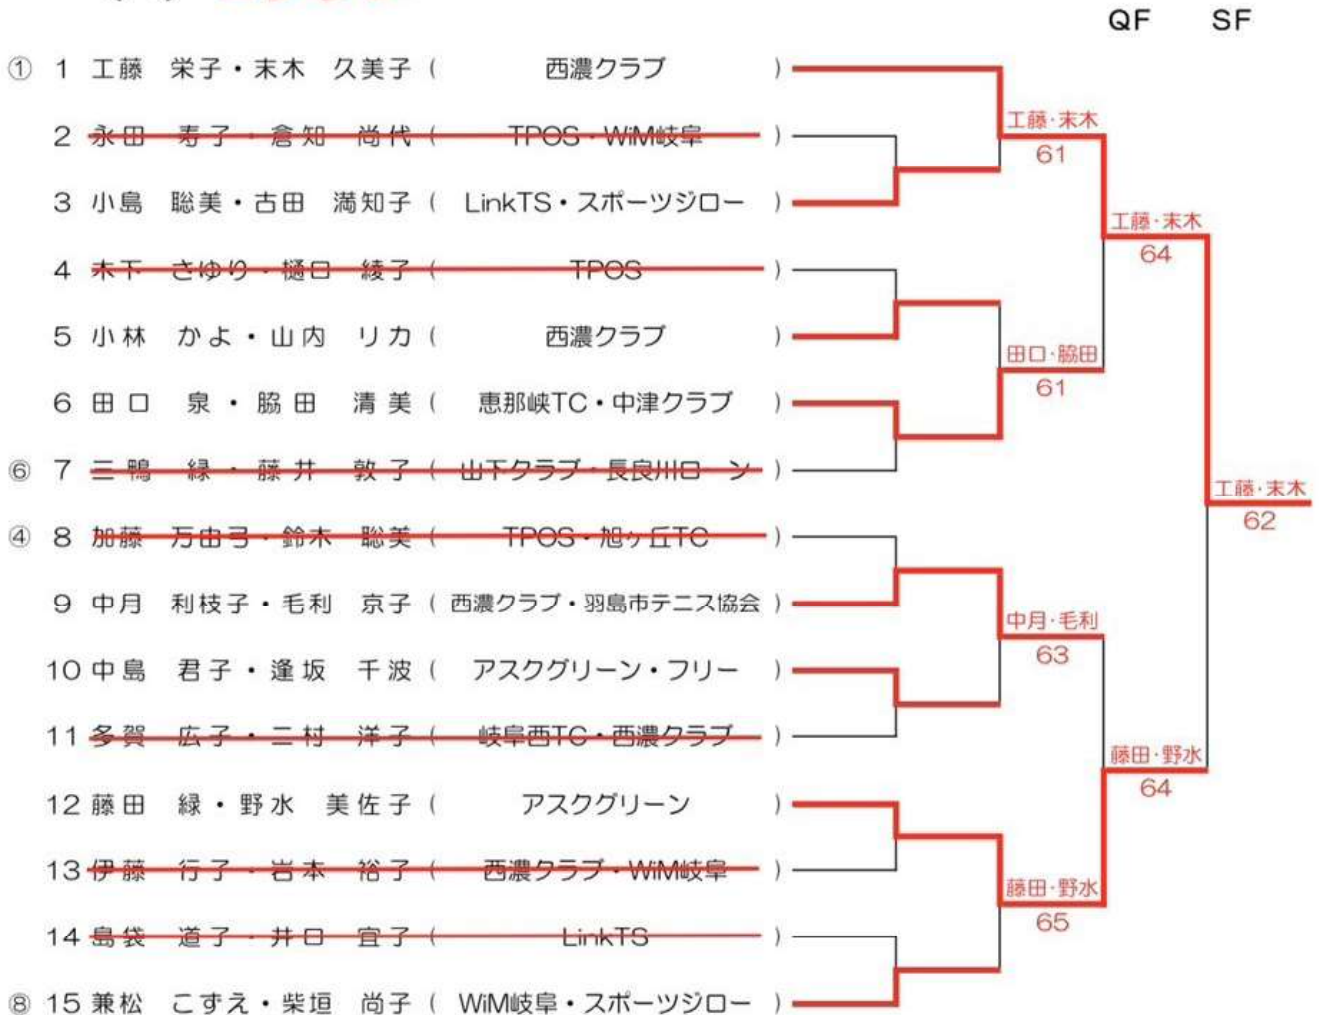 QF SF
① 1 工藤 栄子・末木 久美子 ( 西濃クラブ )
工藤・末木
2 永田 寿子・倉知 尚代 ( TPOS・WiM岐阜 )
61
3 小島 聡美・古田 満知子 ( LinkTS・スポーツジロー )
工藤・末木
64
4 木下 さゆり・樋口 綾子 ( TPOS )
5 小林 かよ・山内 リカ ( 西濃クラブ )
田口・脇田
61
6 田口 泉・脇田 清美 ( 恵那峡TC・中津クラブ )
⑥ 7 三鴨 緑・藤井 敦子 ( 山下クラブ・長良川ローン )
工藤・末木
62
④ 8 加藤 万由弓・鈴木 聡美 ( TPOS・旭ヶ丘TC )
9 中月 利枝子・毛利 京子 ( 西濃クラブ・羽島市テニス協会 )
中月・毛利
63
10 中島 君子・逢坂 千波 ( アスクグリーン・フリー )
11 多賀 広子・二村 洋子 ( 岐阜西TC・西濃クラブ )
藤田・野水
64
12 藤田 緑・野水 美佐子 ( アスクグリーン )
13 伊藤 行子・岩本 裕子 ( 西濃クラブ・WiM岐阜 )
藤田・野水
65
14 島袋 道子・井口 宜子 ( LinkTS )
⑧ 15 兼松 こずえ・柴垣 尚子 ( WiM岐阜・スポーツジロー )